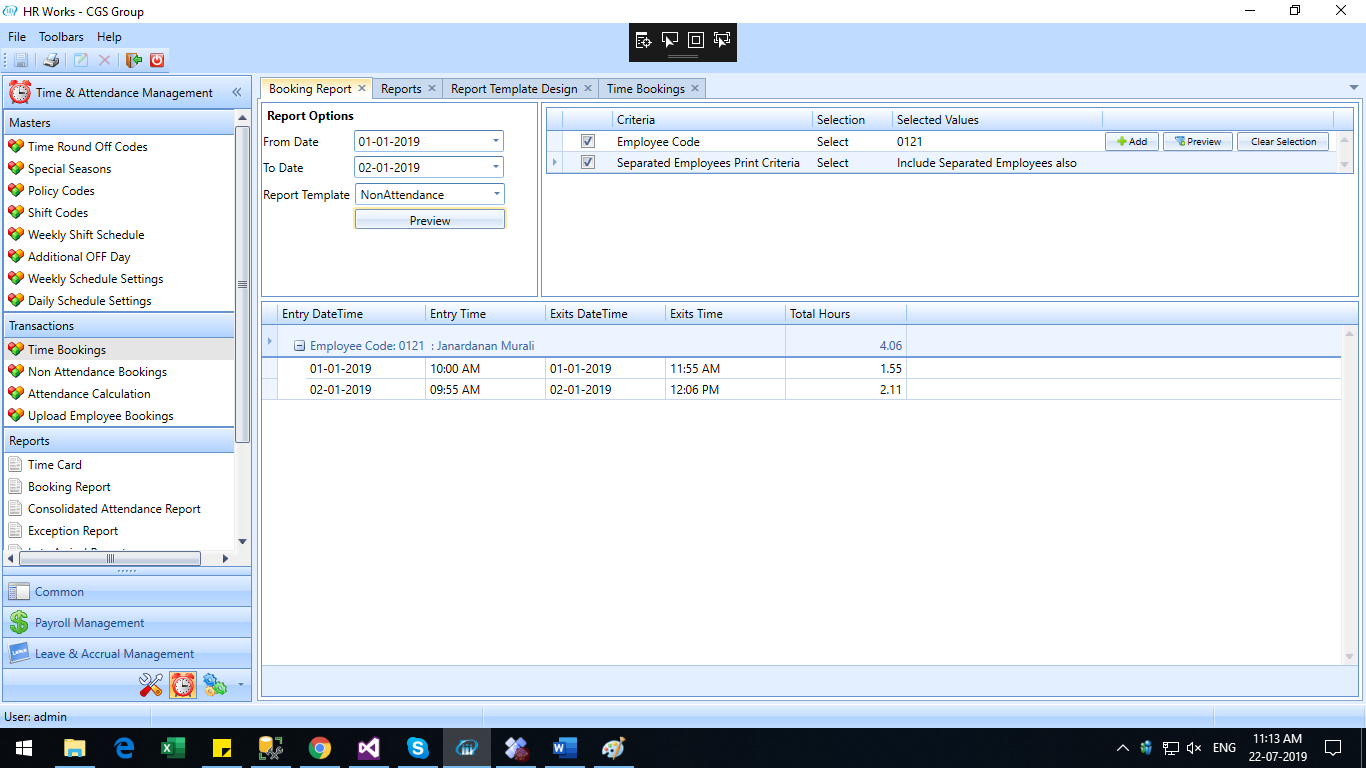 HR Works - CGS Group
File Toolbars Help
Time & Attendance Management
Masters
Time Round Off Codes
Special Seasons
Policy Codes
Shift Codes
Weekly Shift Schedule
Additional OFF Day
Weekly Schedule Settings
Daily Schedule Settings
Transactions
Time Bookings
Non Attendance Bookings
Attendance Calculation
Upload Employee Bookings
Reports
Time Card
Booking Report
Consolidated Attendance Report
Exception Report
Common
Payroll Management
Leave & Accrual Management
Booking Report Reports Report Template Design Time Bookings
Report Options
From Date 01-01-2019
To Date 02-01-2019
Report Template NonAttendance
Preview
Criteria Selection Selected Values
Employee Code Select 0121 Add Preview Clear Selection
Separated Employees Print Criteria Select Include Separated Employees also
Entry DateTime Entry Time Exits DateTime Exits Time Total Hours
Employee Code: 0121 : Janardanan Murali 4.06
01-01-2019 10:00 AM 01-01-2019 11:55 AM 1.55
02-01-2019 09:55 AM 02-01-2019 12:06 PM 2.11
User: admin
ENG
11:13 AM
22-07-2019